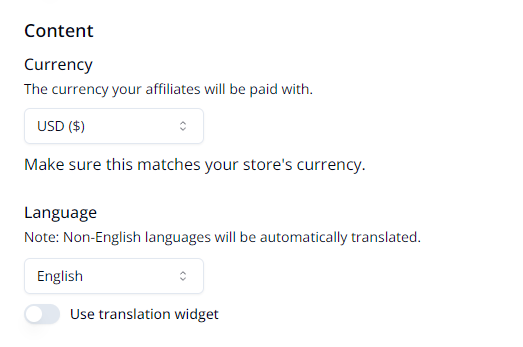 Content
Currency
The currency your affiliates will be paid with.
USD ($)
Make sure this matches your store's currency.
Language
Note: Non-English languages will be automatically translated.
English
Use translation widget